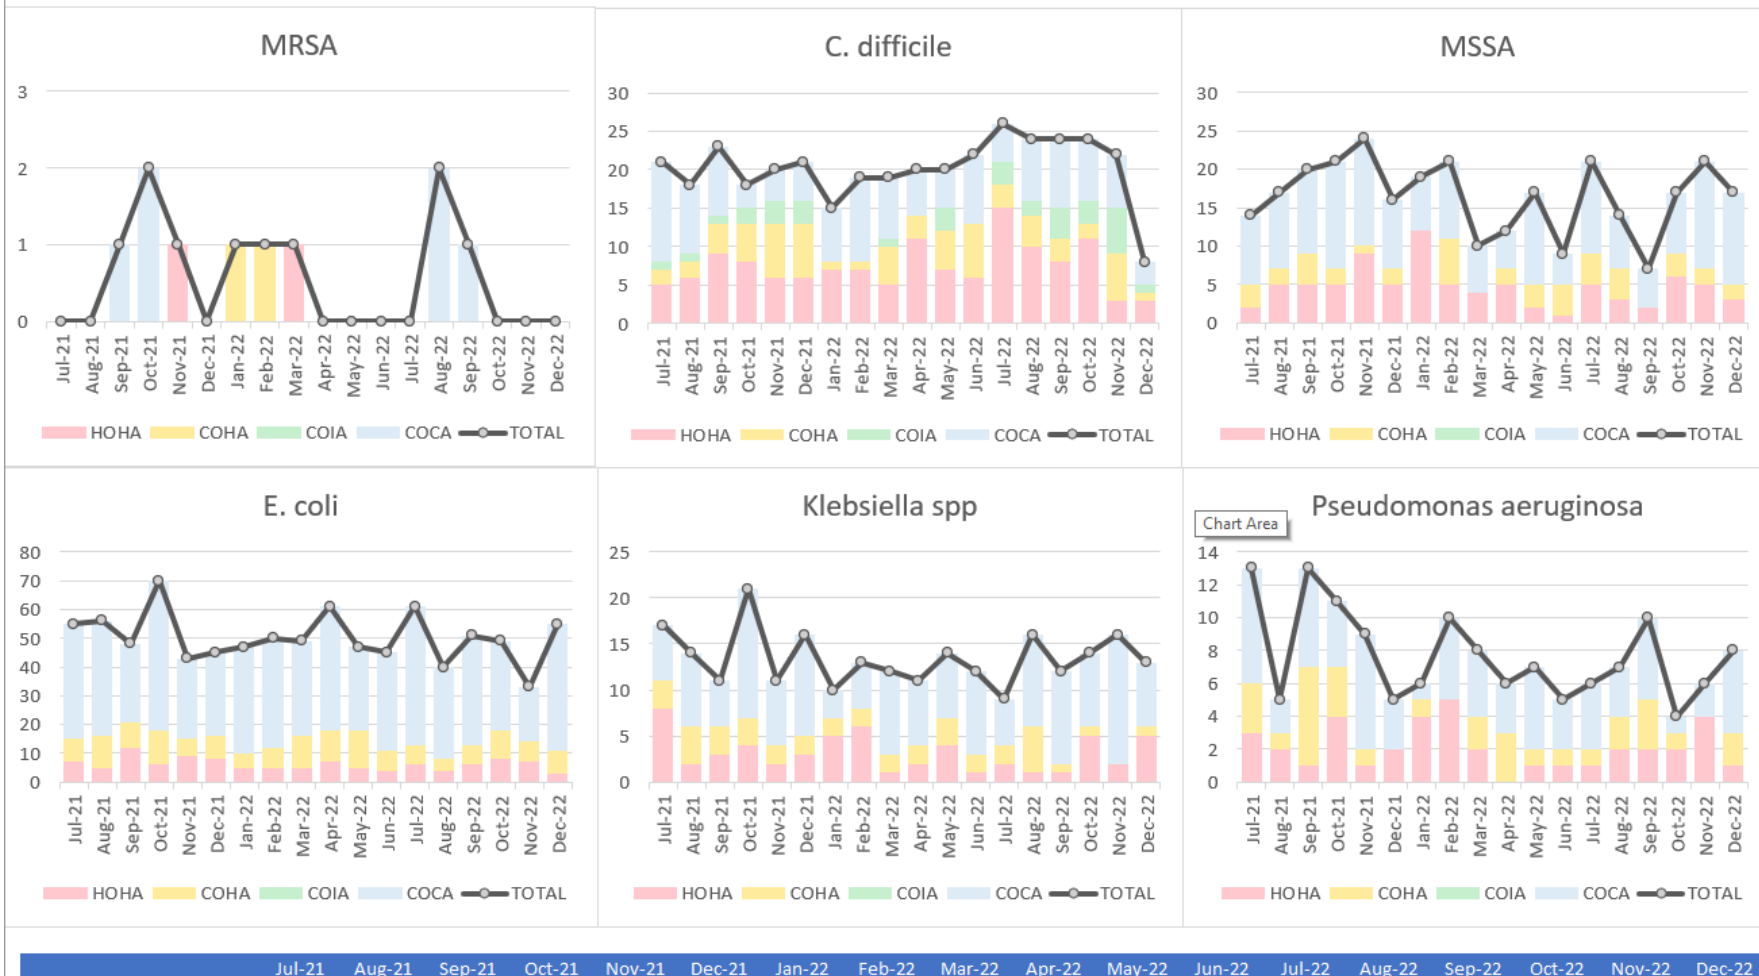 MRSA
3
2
1
0
Jul-21 Aug-21 Sep-21 Oct-21 Nov-21 Dec-21 Jan-22 Feb-22 Mar-22 Apr-22 May-22 Jun-22 Jul-22 Aug-22 Sep-22 Oct-22 Nov-22 Dec-22
HOHA COHA COIA COCA TOTAL
C. difficile
30
25
20
15
10
5
0
Jul-21 Aug-21 Sep-21 Oct-21 Nov-21 Dec-21 Jan-22 Feb-22 Mar-22 Apr-22 May-22 Jun-22 Jul-22 Aug-22 Sep-22 Oct-22 Nov-22 Dec-22
HOHA COHA COIA COCA TOTAL
MSSA
30
25
20
15
10
5
0
Jul-21 Aug-21 Sep-21 Oct-21 Nov-21 Dec-21 Jan-22 Feb-22 Mar-22 Apr-22 May-22 Jun-22 Jul-22 Aug-22 Sep-22 Oct-22 Nov-22 Dec-22
HOHA COHA COIA COCA TOTAL
E. coli
80
70
60
50
40
30
20
10
0
Jul-21 Aug-21 Sep-21 Oct-21 Nov-21 Dec-21 Jan-22 Feb-22 Mar-22 Apr-22 May-22 Jun-22 Jul-22 Aug-22 Sep-22 Oct-22 Nov-22 Dec-22
HOHA COHA COIA COCA TOTAL
Klebsiella spp
25
20
15
10
5
0
Jul-21 Aug-21 Sep-21 Oct-21 Nov-21 Dec-21 Jan-22 Feb-22 Mar-22 Apr-22 May-22 Jun-22 Jul-22 Aug-22 Sep-22 Oct-22 Nov-22 Dec-22
HOHA COHA COIA COCA TOTAL
Pseudomonas aeruginosa
Chart Area
14
12
10
8
6
4
2
0
Jul-21 Aug-21 Sep-21 Oct-21 Nov-21 Dec-21 Jan-22 Feb-22 Mar-22 Apr-22 May-22 Jun-22 Jul-22 Aug-22 Sep-22 Oct-22 Nov-22 Dec-22
HOHA COHA COIA COCA TOTAL
Jul-21 Aug-21 Sep-21 Oct-21 Nov-21 Dec-21 Jan-22 Feb-22 Mar-22 Apr-22 May-22 Jun-22 Jul-22 Aug-22 Sep-22 Oct-22 Nov-22 Dec-22